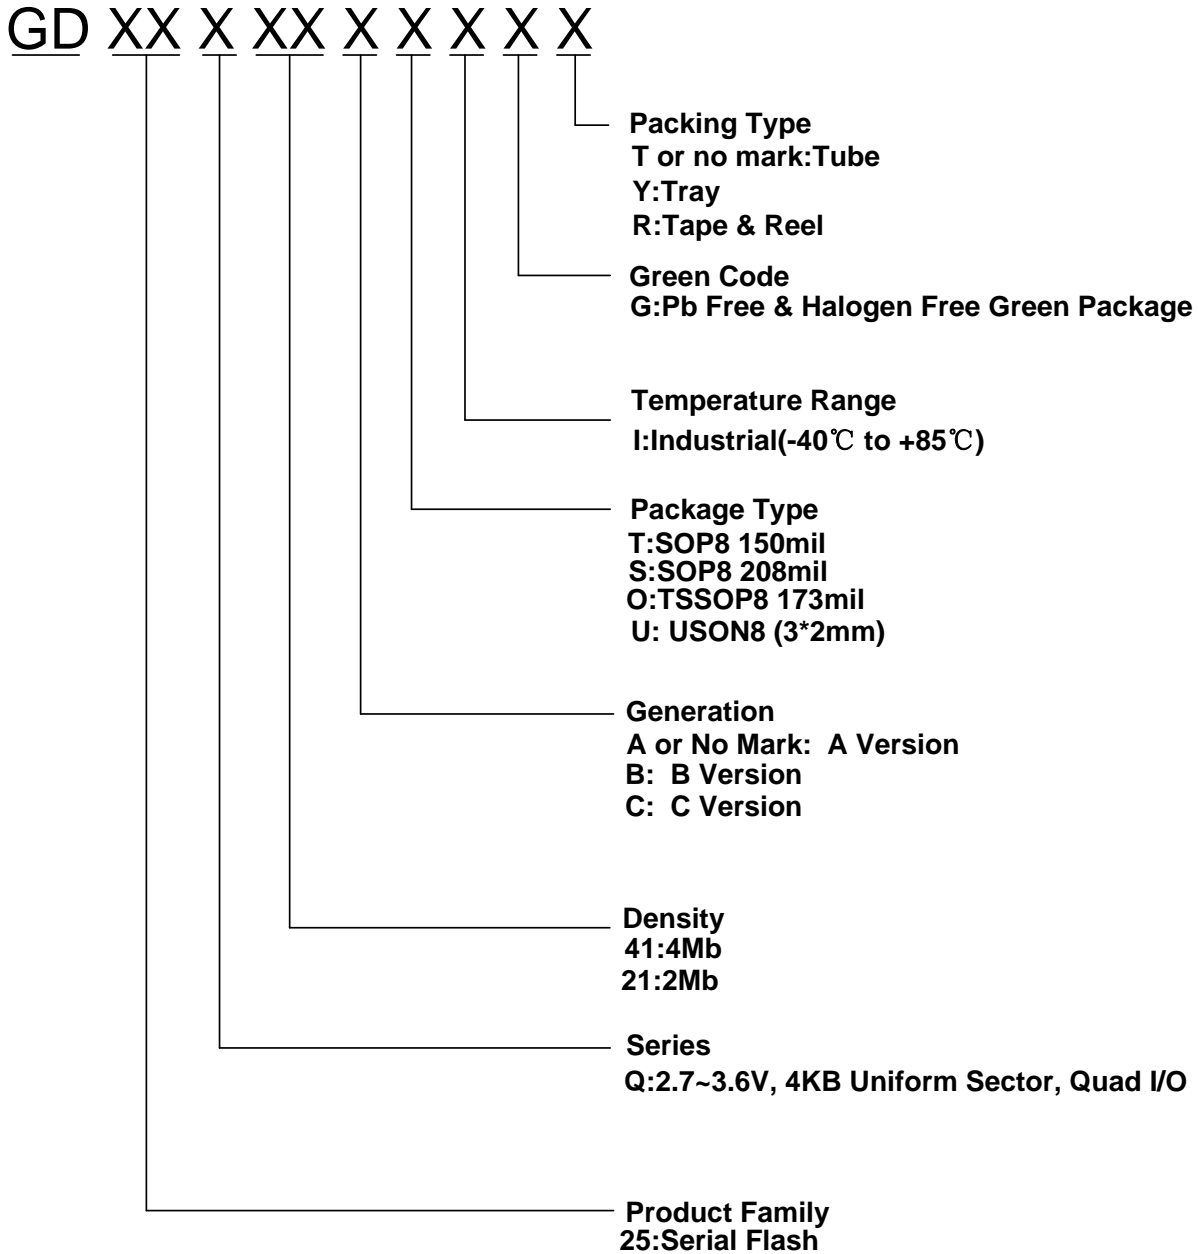 GD XX X XX X X X X X
Packing Type
T or no mark:Tube
Y:Tray
R:Tape & Reel
Green Code
G:Pb Free & Halogen Free Green Package
Temperature Range
I:Industrial(-40℃ to +85℃)
Package Type
T:SOP8 150mil
S:SOP8 208mil
O:TSSOP8 173mil
U: USON8 (3*2mm)
Generation
A or No Mark: A Version
B: B Version
C: C Version
Density
41:4Mb
21:2Mb
Series
Q:2.7~3.6V, 4KB Uniform Sector, Quad I/O
Product Family
25:Serial Flash